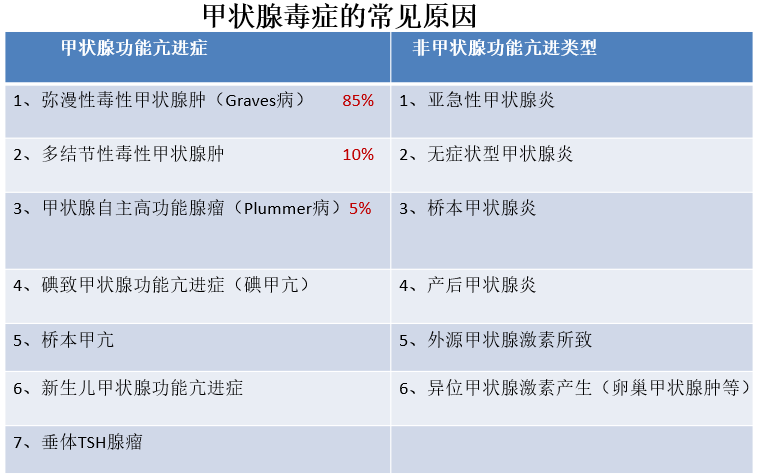 甲状腺毒症的常见原因
甲状腺功能亢进症 非甲状腺功能亢进类型
1、弥漫性毒性甲状腺肿（Graves病） 85% 1、亚急性甲状腺炎
2、多结节性毒性甲状腺肿 10% 2、无症状型甲状腺炎
3、甲状腺自主高功能腺瘤（Plummer病）5% 3、桥本甲状腺炎
4、碘致甲状腺功能亢进症（碘甲亢） 4、产后甲状腺炎
5、桥本甲亢 5、外源甲状腺激素所致
6、新生儿甲状腺功能亢进症 6、异位甲状腺激素产生（卵巢甲状腺肿等）
7、垂体TSH腺瘤